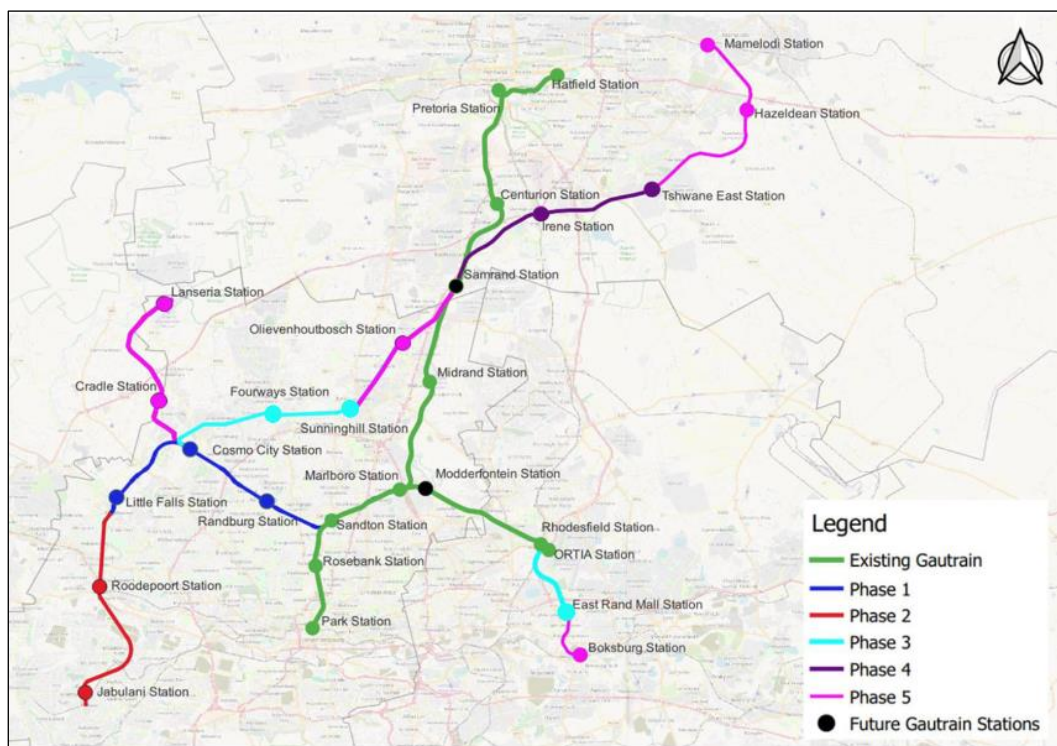 Mamelodi Station
Hatfield Station
Pretoria Station
Hazeldean Station
Centurion Station
Tshwane East Station
Irene Station
Samrand Station
Lanseria Station
Olievenhoutbosch Station
Midrand Station
Cradle Station
Fourways Station
Sunninghill Station
Cosmo City Station
Marlboro Station
Modderfontein Station
Little Falls Station
Randburg Station
Sandton Station
Rhodesfield Station
ORTIA Station
Rosebank Station
Roodepoort Station
East Rand Mall Station
Park Station
Boksburg Station
Jabulani Station
Legend
Existing Gautrain
Phase 1
Phase 2
Phase 3
Phase 4
Phase 5
Future Gautrain Stations